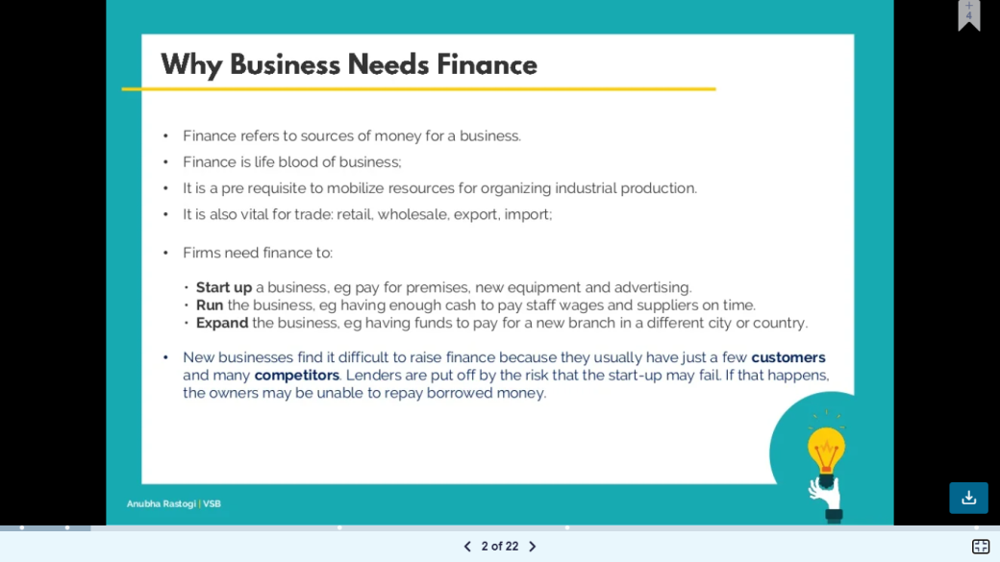 +
4
Why Business Needs Finance
• Finance refers to sources of money for a business.
• Finance is life blood of business;
• It is a pre requisite to mobilize resources for organizing industrial production.
• It is also vital for trade: retail, wholesale, export, import;
• Firms need finance to:
• Start up a business, eg pay for premises, new equipment and advertising.
• Run the business, eg having enough cash to pay staff wages and suppliers on time.
• Expand the business, eg having funds to pay for a new branch in a different city or country.
• New businesses find it difficult to raise finance because they usually have just a few customers
and many competitors. Lenders are put off by the risk that the start-up may fail. If that happens,
the owners may be unable to repay borrowed money.
Anubha Rastogi | VSB
2 of 22